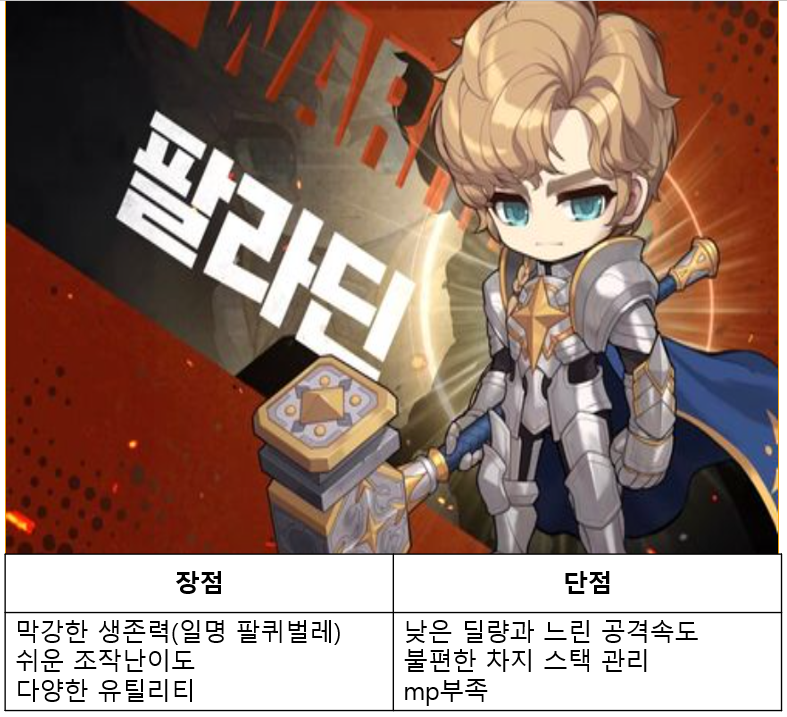 WAR
팔라딘
장점
단점
막강한 생존력(일명 팔퀴벌레)
쉬운 조작난이도
다양한 유틸리티
낮은 딜량과 느린 공격속도
불편한 차지 스택 관리
mp부족